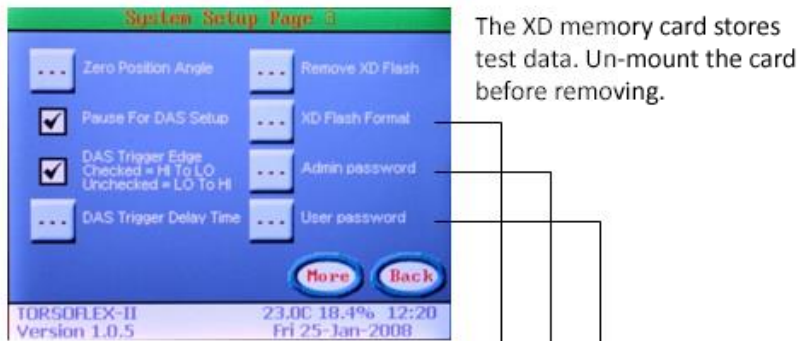 System Setup Page
Zero Position Angle
Remove XD Flash
Pause For DAS Setup
XD Flash Format
DAS Trigger Edge
Checked = HI To LO
Unchecked = LO To HI
Admin password
DAS Trigger Delay Time
User password
More
Back
TORSOFLEX-II
23.0C 18.4% 12:20
Version 1.0.5
Fri 25-Jan-2008
The XD memory card stores
test data. Un-mount the card
before removing.